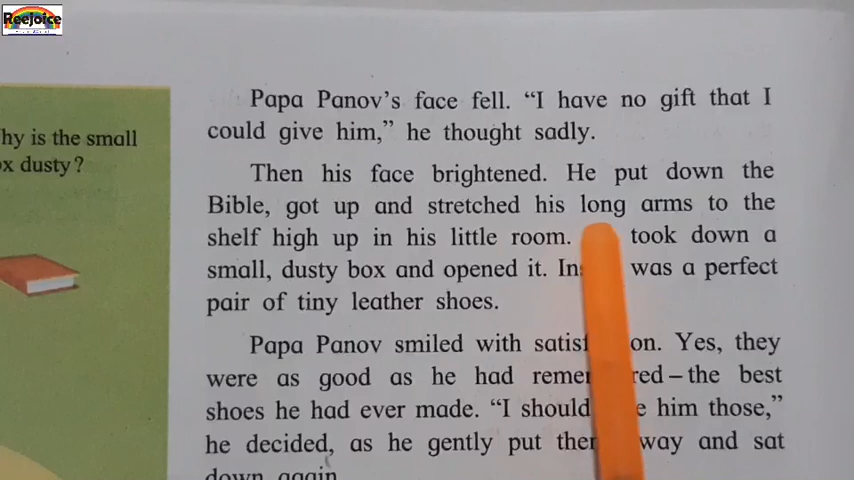 Reejoice
hy is the small
x dusty?
Papa Panov's face fell. "I have no gift that I
could give him," he thought sadly.
Then his face brightened. He put down the
Bible, got up and stretched his long arms to the
shelf high up in his little room. took down a
small, dusty box and opened it. In was a perfect
pair of tiny leather shoes.
Papa Panov smiled with satisf on. Yes, they
were as good as he had remem red – the best
shoes he had ever made. "I should e him those,"
he decided, as he gently put them way and sat
down again